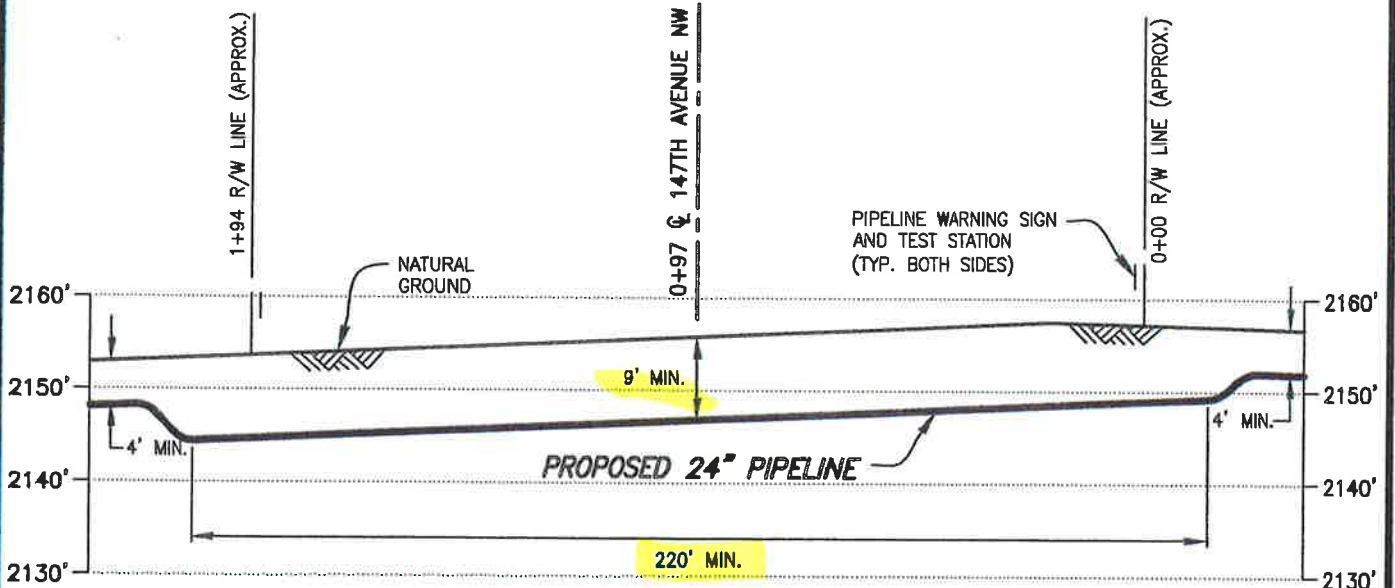 1+94 R/W LINE (APPROX.)
0+97 ℄ 147TH AVENUE NW
0+00 R/W LINE (APPROX.)
PIPELINE WARNING SIGN
AND TEST STATION
(TYP. BOTH SIDES)
NATURAL
GROUND
2160'
2160'
2150'
9' MIN.
2150'
4' MIN.
4' MIN.
PROPOSED 24" PIPELINE
2140'
2140'
220' MIN.
2130'
2130'